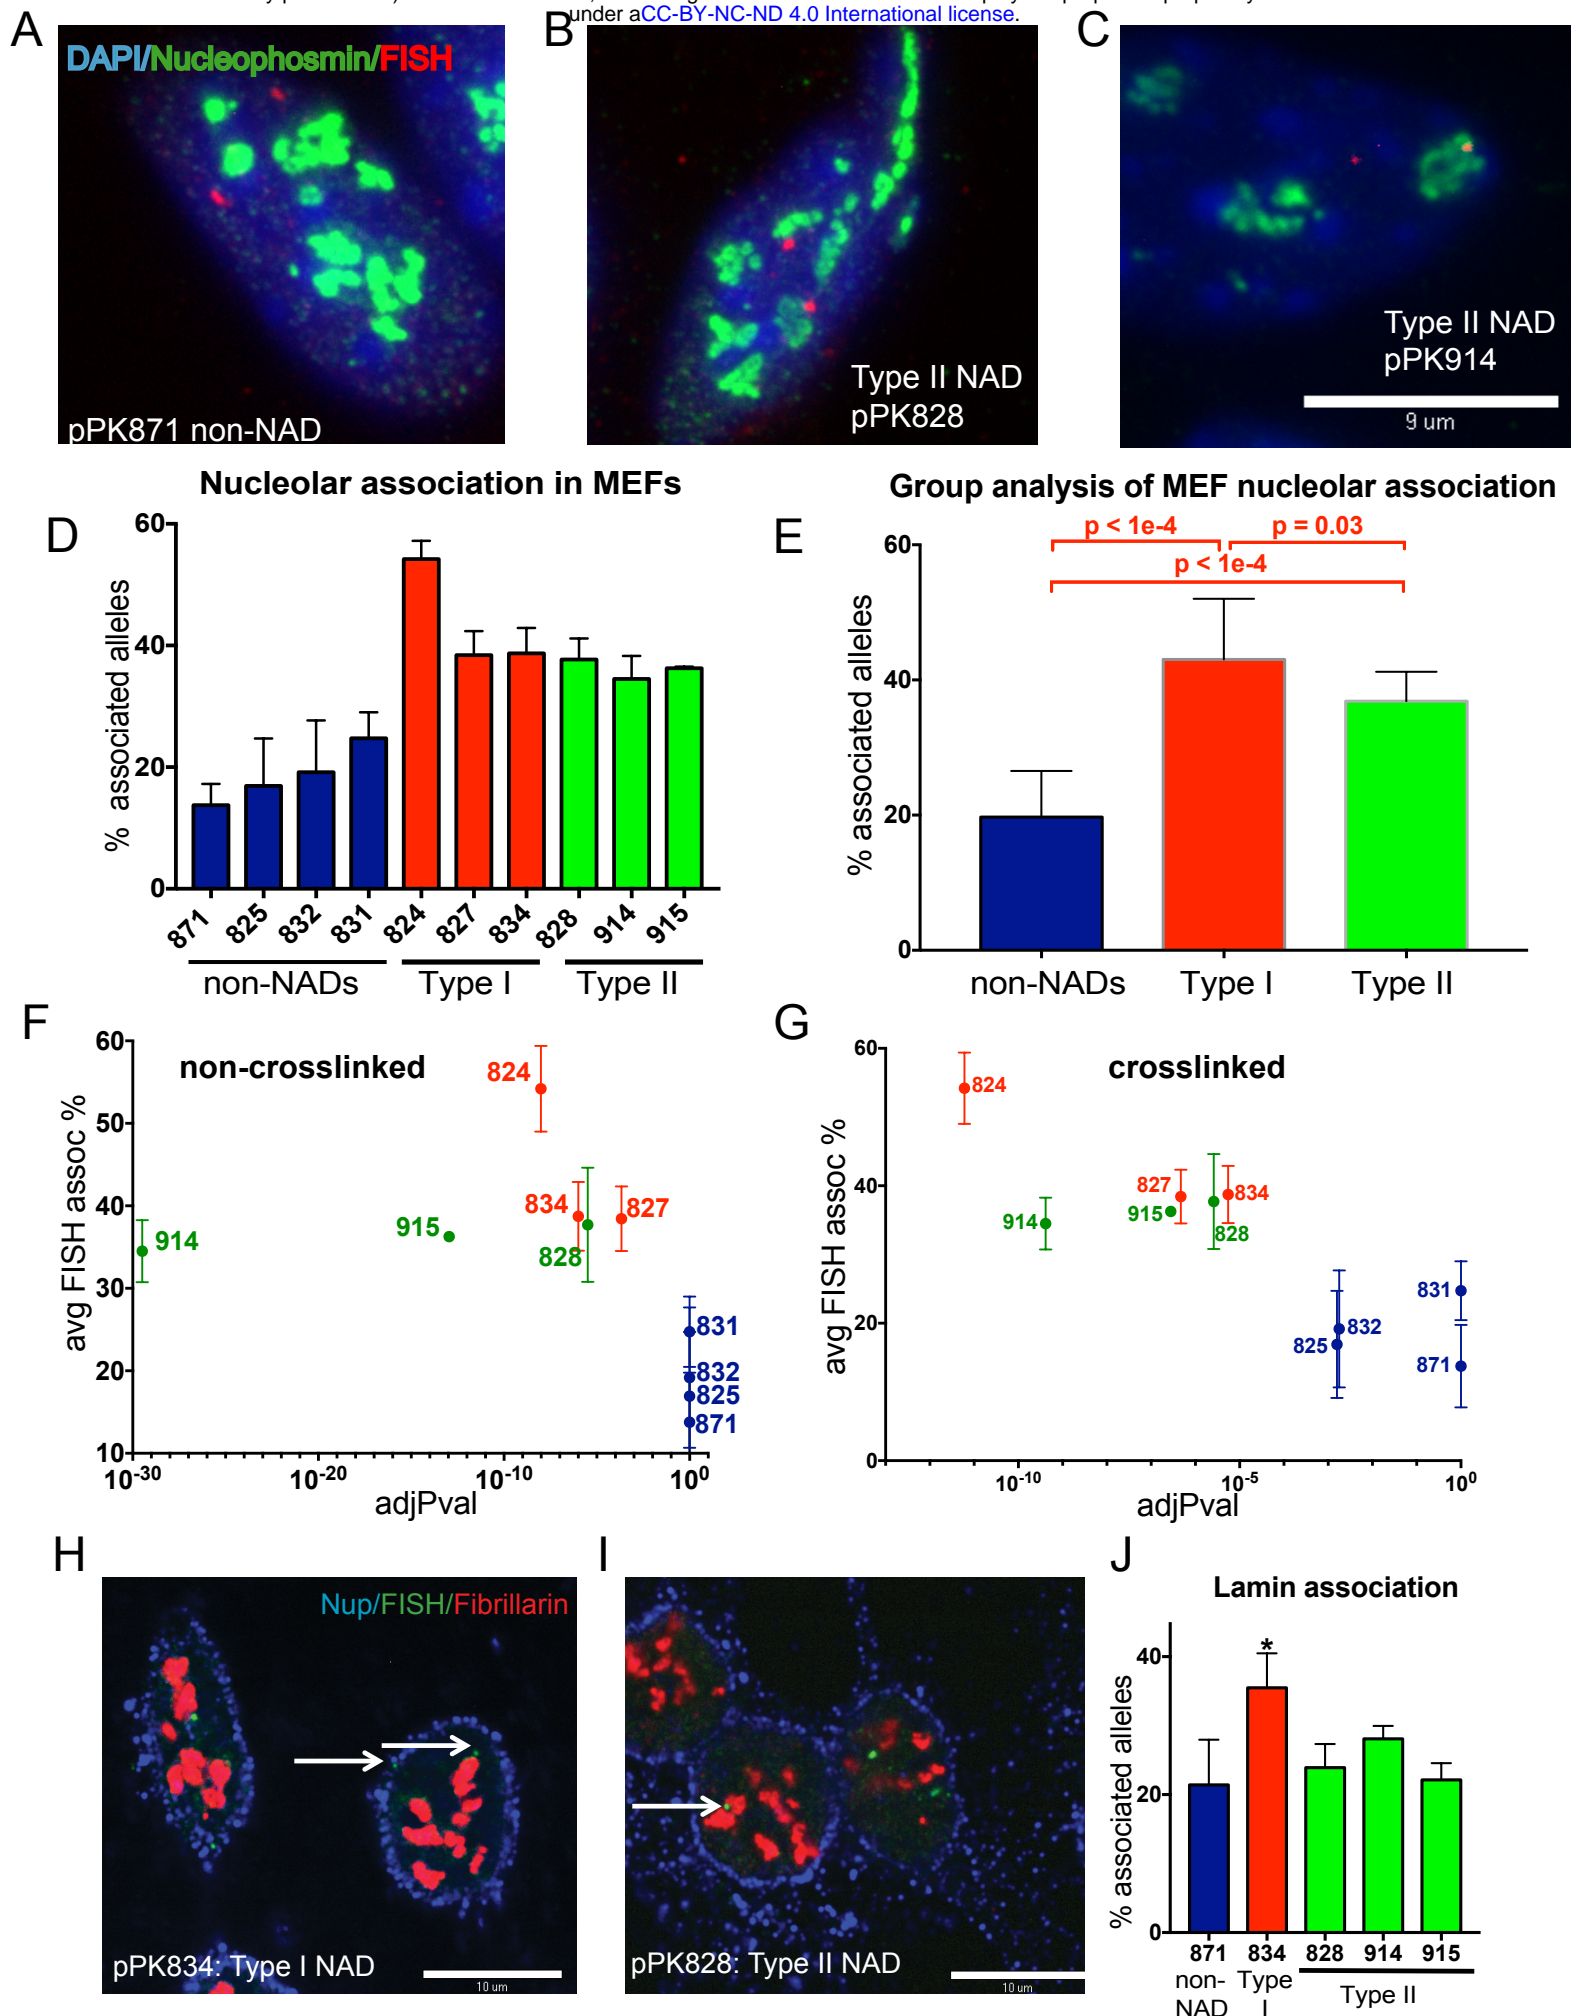 under aCC-BY-NC-ND 4.0 International license.
A
B
C
DAPI/Nucleophosmin/FISH
pPK871 non-NAD
Type II NAD
pPK828
Type II NAD
pPK914
9 um
D
Nucleolar association in MEFs
% associated alleles
60
40
20
0
871 825 832 831 824 827 834 828 914 915
non-NADs Type I Type II
E
Group analysis of MEF nucleolar association
p < 1e-4 p = 0.03
p < 1e-4
% associated alleles
60
40
20
0
non-NADs Type I Type II
F
non-crosslinked
avg FISH assoc %
60
50
40
30
20
10
824
834
827
914
915
828
831
832
825
871
10-30 10-20 10-10 100
adjPval
G
crosslinked
avg FISH assoc %
60
40
20
0
824
827
834
914
915
828
831
832
825
871
10-10 10-5 100
adjPval
H
Nup/FISH/Fibrillarin
pPK834: Type I NAD
10 um
I
pPK828: Type II NAD
10 um
J
Lamin association
% associated alleles
40
20
0
*
871 834 828 914 915
non- Type Type II
NAD I